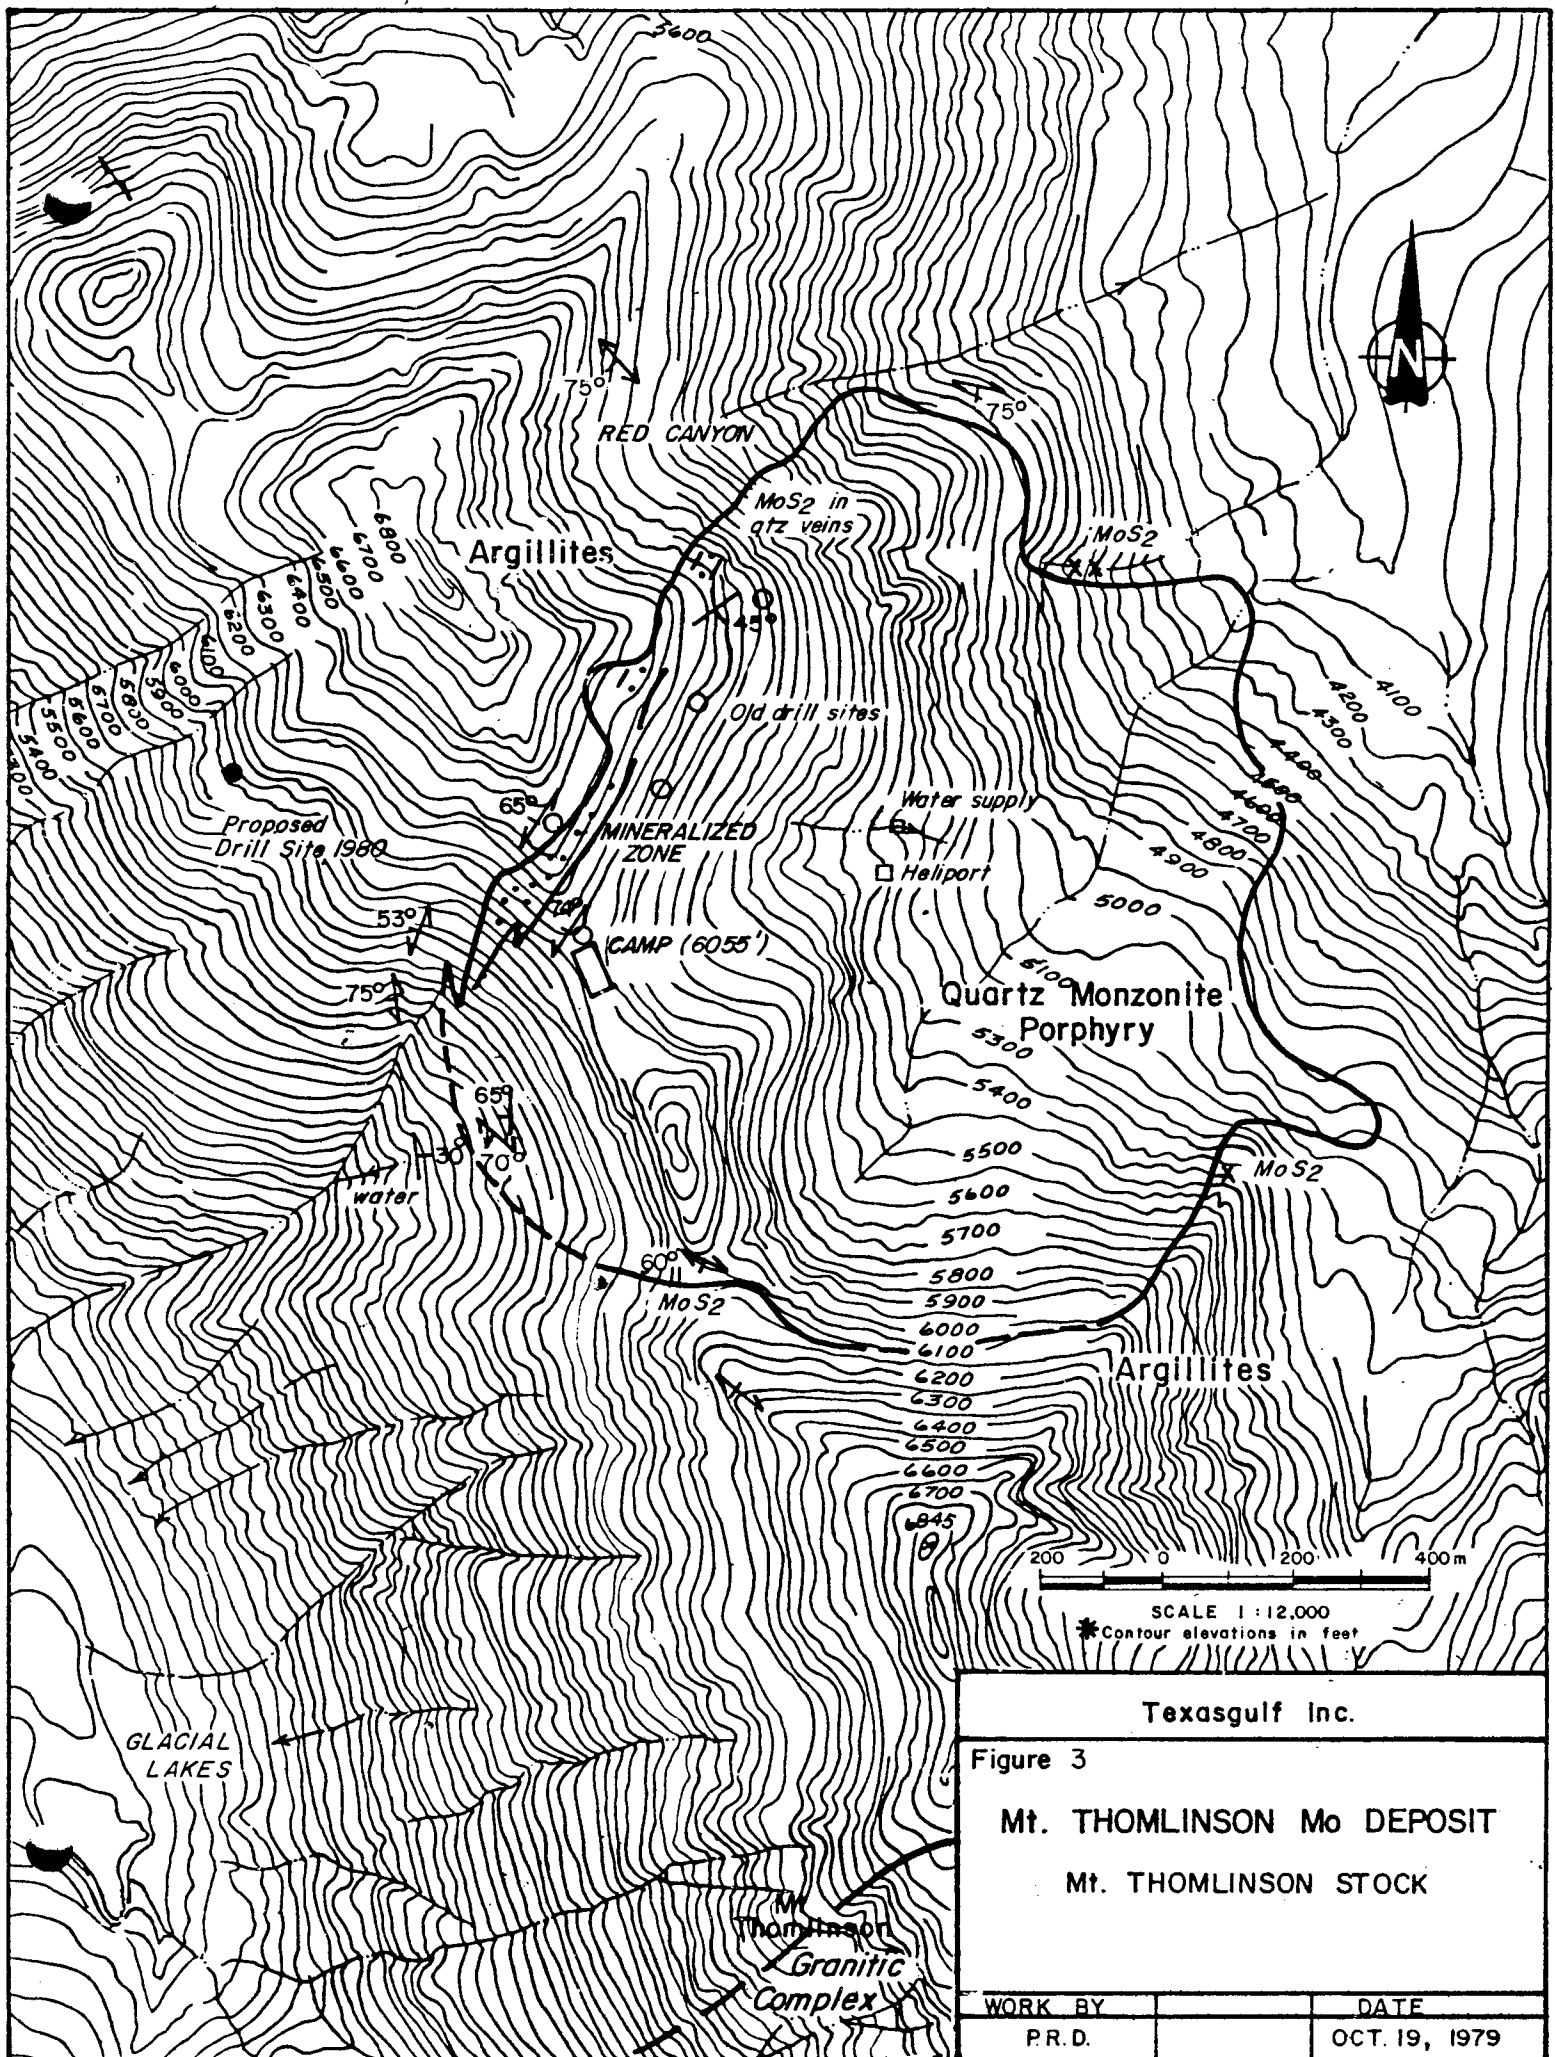 5600
75°
75°
RED CANYON
MoS2 in
qtz veins
MoS2
Argillites
6800
6700
6600
6500
6400
6300
6200
6100
6000
5900
5800
5700
5600
5500
5400
Old drill sites
4100
4200
4300
4400
4600
4700
4800
4900
5000
5100
Proposed
Drill Site 1980
65°
MINERALIZED
ZONE
Water supply
Heliport
53°
70°
CAMP (6055')
75°
Quartz Monzonite
Porphyry
5300
5400
65°
30°
70°
water
5500
5600
5700
5800
5900
6000
6100
6200
6300
6400
6500
6600
6700
6845
MoS2
60°
MoS2
Argillites
200 0 200 400m
SCALE 1:12,000
*Contour elevations in feet
N
GLACIAL
LAKES
Mt
Thomlinson
Granitic
Complex
Texasgulf Inc.
Figure 3
Mt. THOMLINSON Mo DEPOSIT
Mt. THOMLINSON STOCK
WORK BY DATE
P.R.D. OCT. 19, 1979